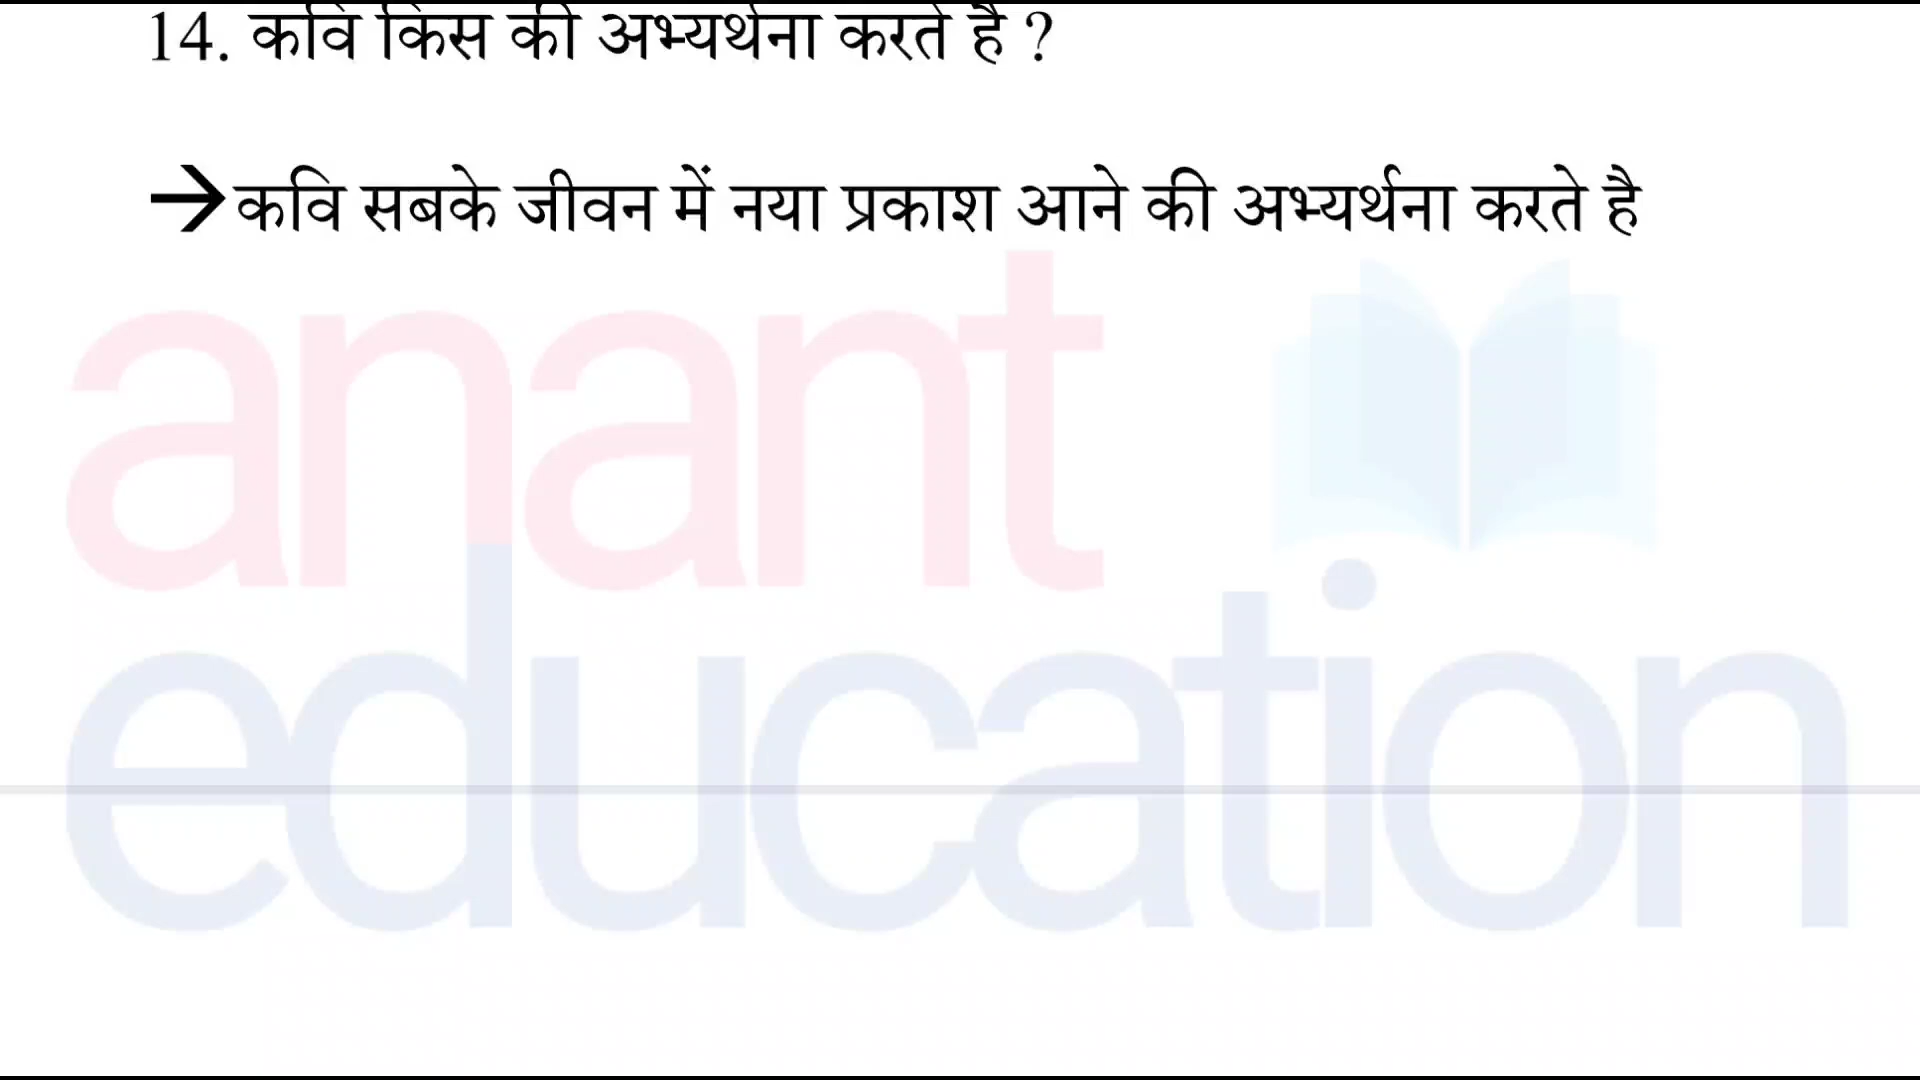 14. कवि किस की अभ्यर्थना करते है ?
→कवि सबके जीवन में नया प्रकाश आने की अभ्यर्थना करते है
anant
education